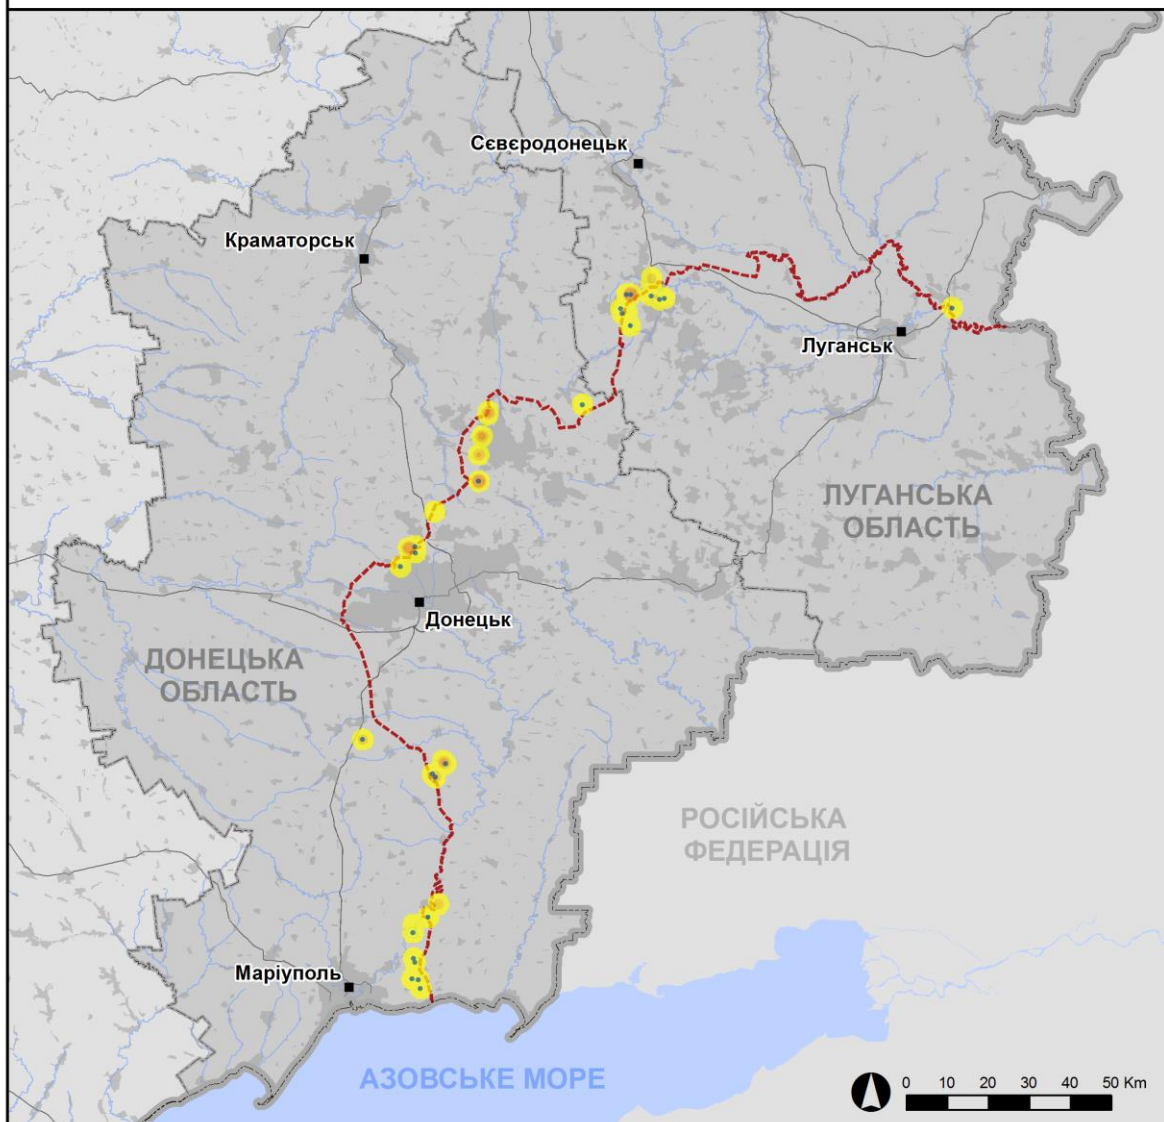 Сєвєродонецьк
Краматорськ
Луганськ
ЛУГАНСЬКА
ОБЛАСТЬ
Донецьк
ДОНЕЦЬКА
ОБЛАСТЬ
РОСІЙСЬКА
ФЕДЕРАЦІЯ
Маріуполь
АЗОВСЬКЕ МОРЕ
0 10 20 30 40 50 Km